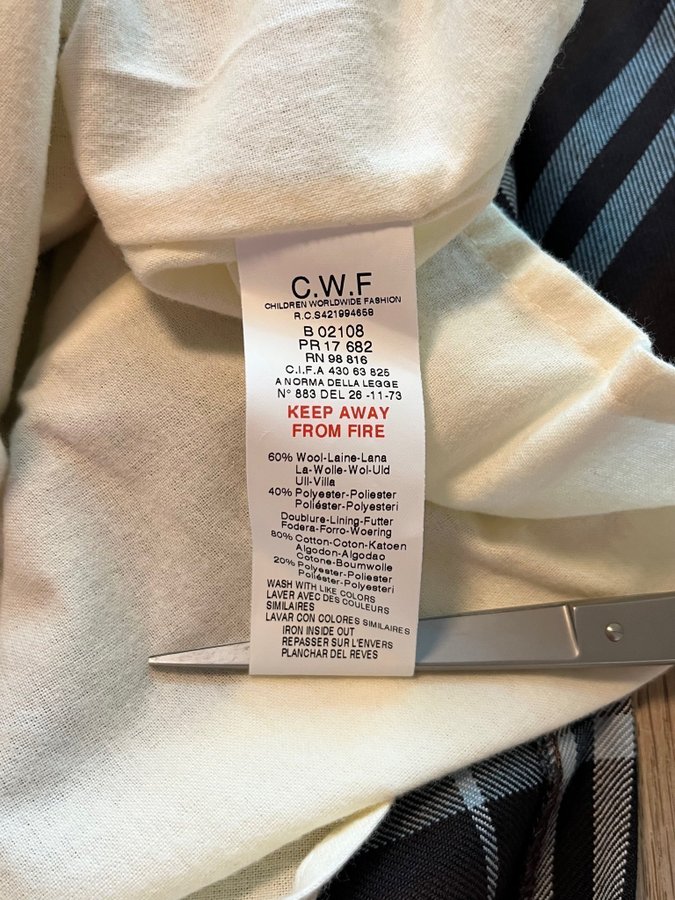 C.W.F
CHILDREN WORLDWIDE FASHION
R.C.S421994659
B 02108
PR 17 682
RN 98 816
C.I.F.A 430 63 825
A NORMA DELLA LEGGE
N° 883 DEL 26 -11-73
KEEP AWAY
FROM FIRE
60% Wool-Laine-Lana
La-Wolle-Wol-Uld
Ull-Villa
40% Polyester-Poliester
Poliéster-Polyesteri
Doublure-Lining-Futter
Fodera-Forro-Woering
80% Cotton-Coton-Katoen
Algodon-Algodao
Cotone-Boumwolle
20% Polyester-Poliester
Poliéster-Polyesteri
WASH WITH LIKE COLORS
LAVER AVEC DES COULEURS
SIMILAIRES
LAVAR CON COLORES SIMILAIRES
IRON INSIDE OUT
REPASSER SUR L'ENVERS
PLANCHAR DEL REVES